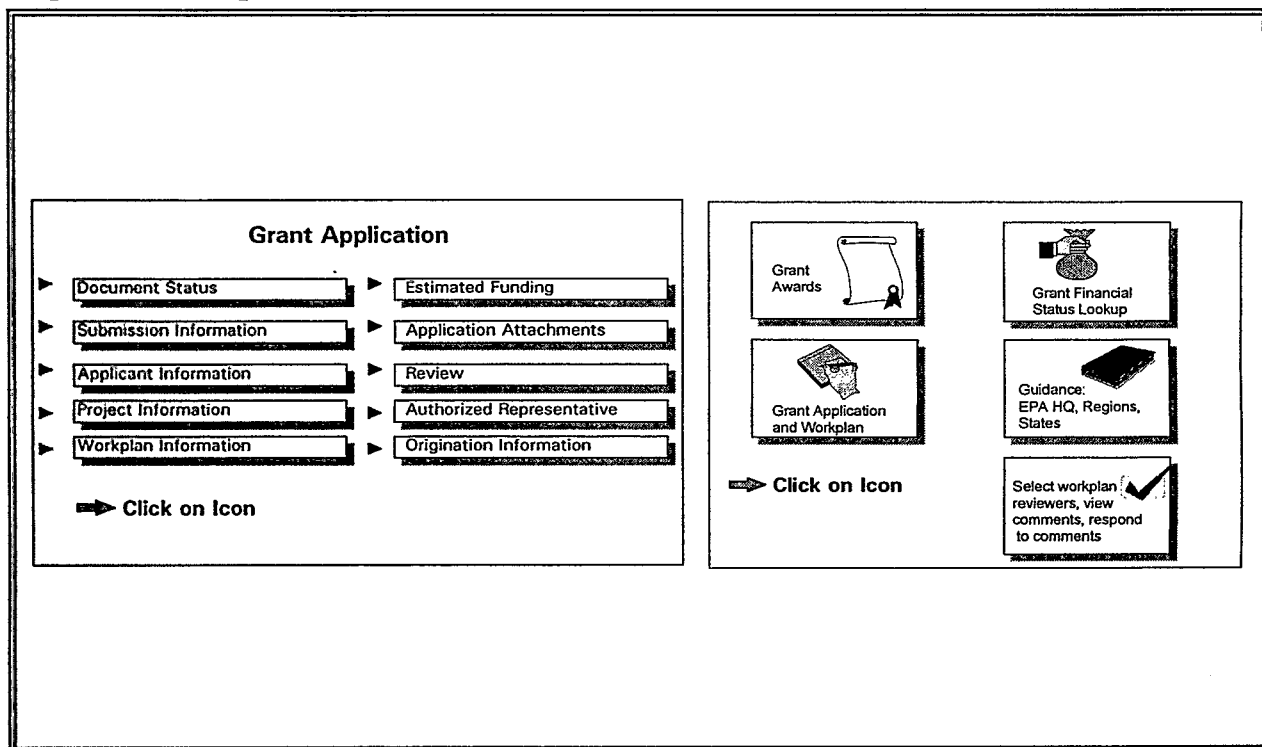 Grant Application
Document Status
Submission Information
Applicant Information
Project Information
Workplan Information
Estimated Funding
Application Attachments
Review
Authorized Representative
Origination Information
Click on Icon
Grant
Awards
Grant Financial
Status Lookup
Grant Application
and Workplan
Guidance:
EPA HQ, Regions,
States
Click on Icon
Select workplan
reviewers, view
comments, respond
to comments